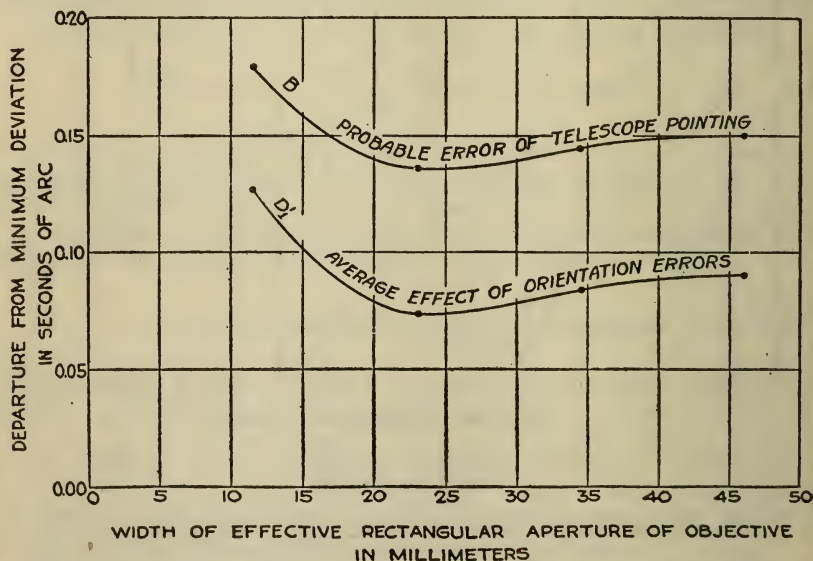 DEPARTURE FROM MINIMUM DEVIATION
IN SECONDS OF ARC
0.20
0.15
0.10
0.05
0.00
B PROBABLE ERROR OF TELESCOPE POINTING
D'₁ AVERAGE EFFECT OF ORIENTATION ERRORS
0 5 10 15 20 25 30 35 40 45 50
WIDTH OF EFFECTIVE RECTANGULAR APERTURE OF OBJECTIVE
IN MILLIMETERS